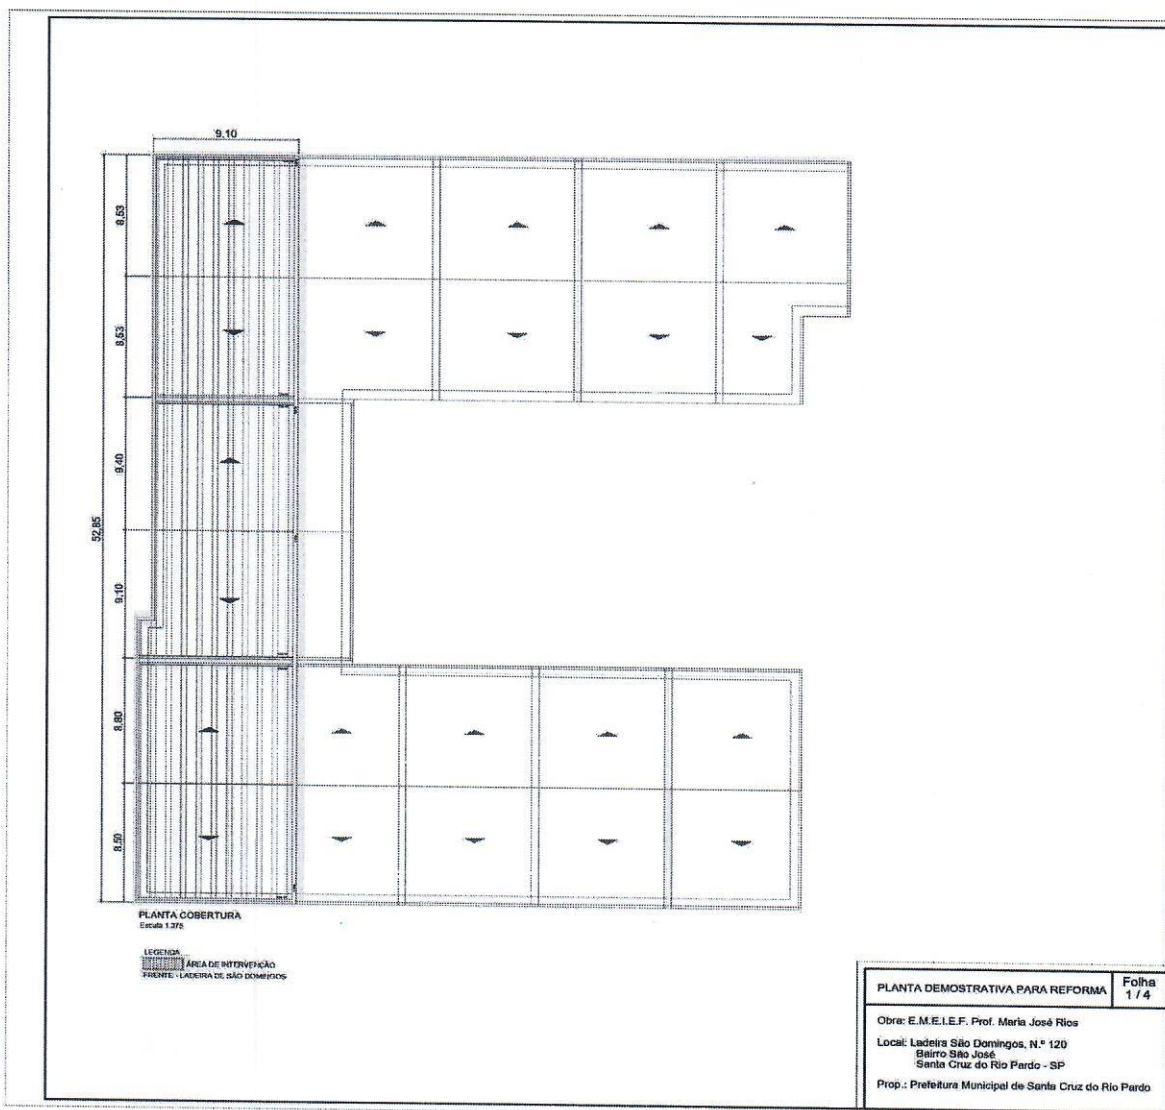 9,10
8,53
8,53
9,40
52,85
9,10
8,80
8,50
PLANTA COBERTURA
Escala 1:375
LEGENDA
ÁREA DE INTERVENÇÃO
FRENTE - LADEIRA DE SÃO DOMINGOS
PLANTA DEMOSTRATIVA PARA REFORMA
Folha
1 / 4
Obra: E.M.E.I.E.F. Prof. Maria José Rios
Local: Ladeira São Domingos, N.º 120
Bairro São José
Santa Cruz do Rio Pardo - SP
Prop.: Prefeitura Municipal de Santa Cruz do Rio Pardo